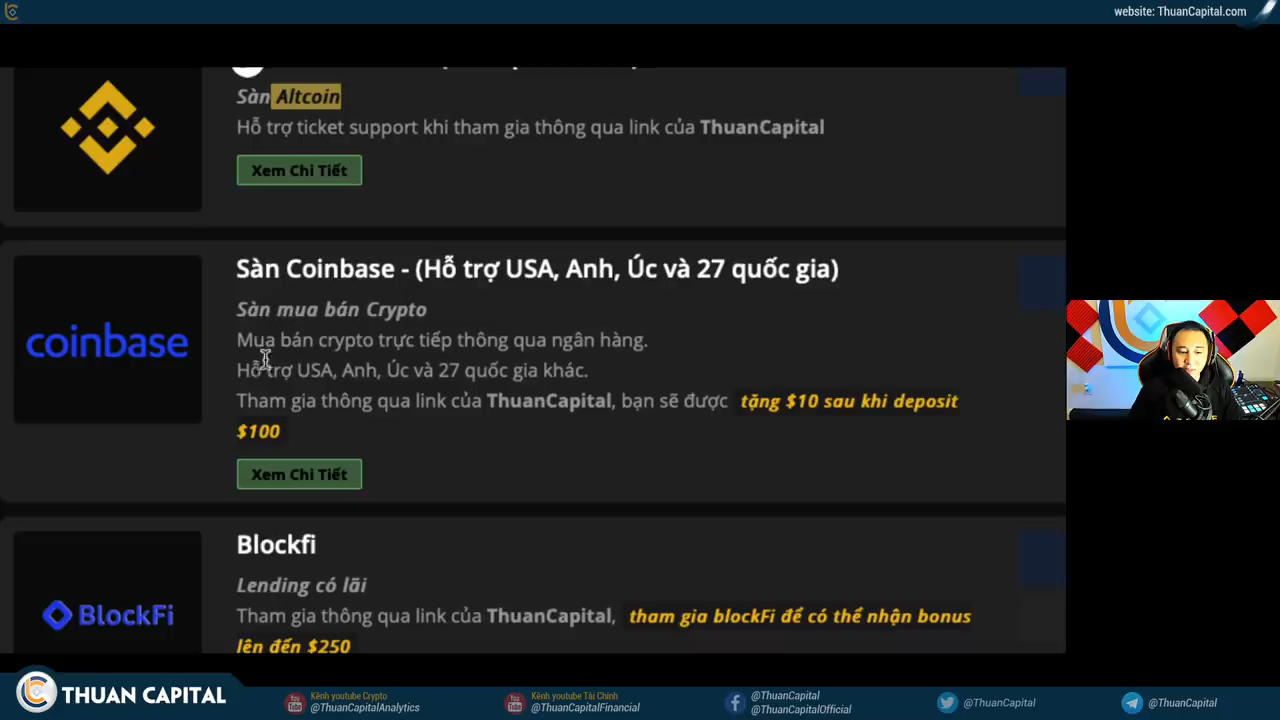 website: ThuanCapital.com
Sàn Altcoin
Hỗ trợ ticket support khi tham gia thông qua link của ThuanCapital
Xem Chi Tiết
coinbase
Sàn Coinbase - (Hỗ trợ USA, Anh, Úc và 27 quốc gia)
Sàn mua bán Crypto
Mua bán crypto trực tiếp thông qua ngân hàng.
Hỗ trợ USA, Anh, Úc và 27 quốc gia khác.
Tham gia thông qua link của ThuanCapital, bạn sẽ được tặng $10 sau khi deposit
$100
Xem Chi Tiết
BlockFi
Blockfi
Lending có lãi
Tham gia thông qua link của ThuanCapital, tham gia blockFi để có thể nhận bonus
lên đến $250
THUAN CAPITAL
Kênh youtube Crypto
@ThuanCapitalAnalytics
Kênh youtube Tài Chính
@ThuanCapitalFinancial
@ThuanCapital
@ThuanCapitalOfficial
@ThuanCapital
@ThuanCapital